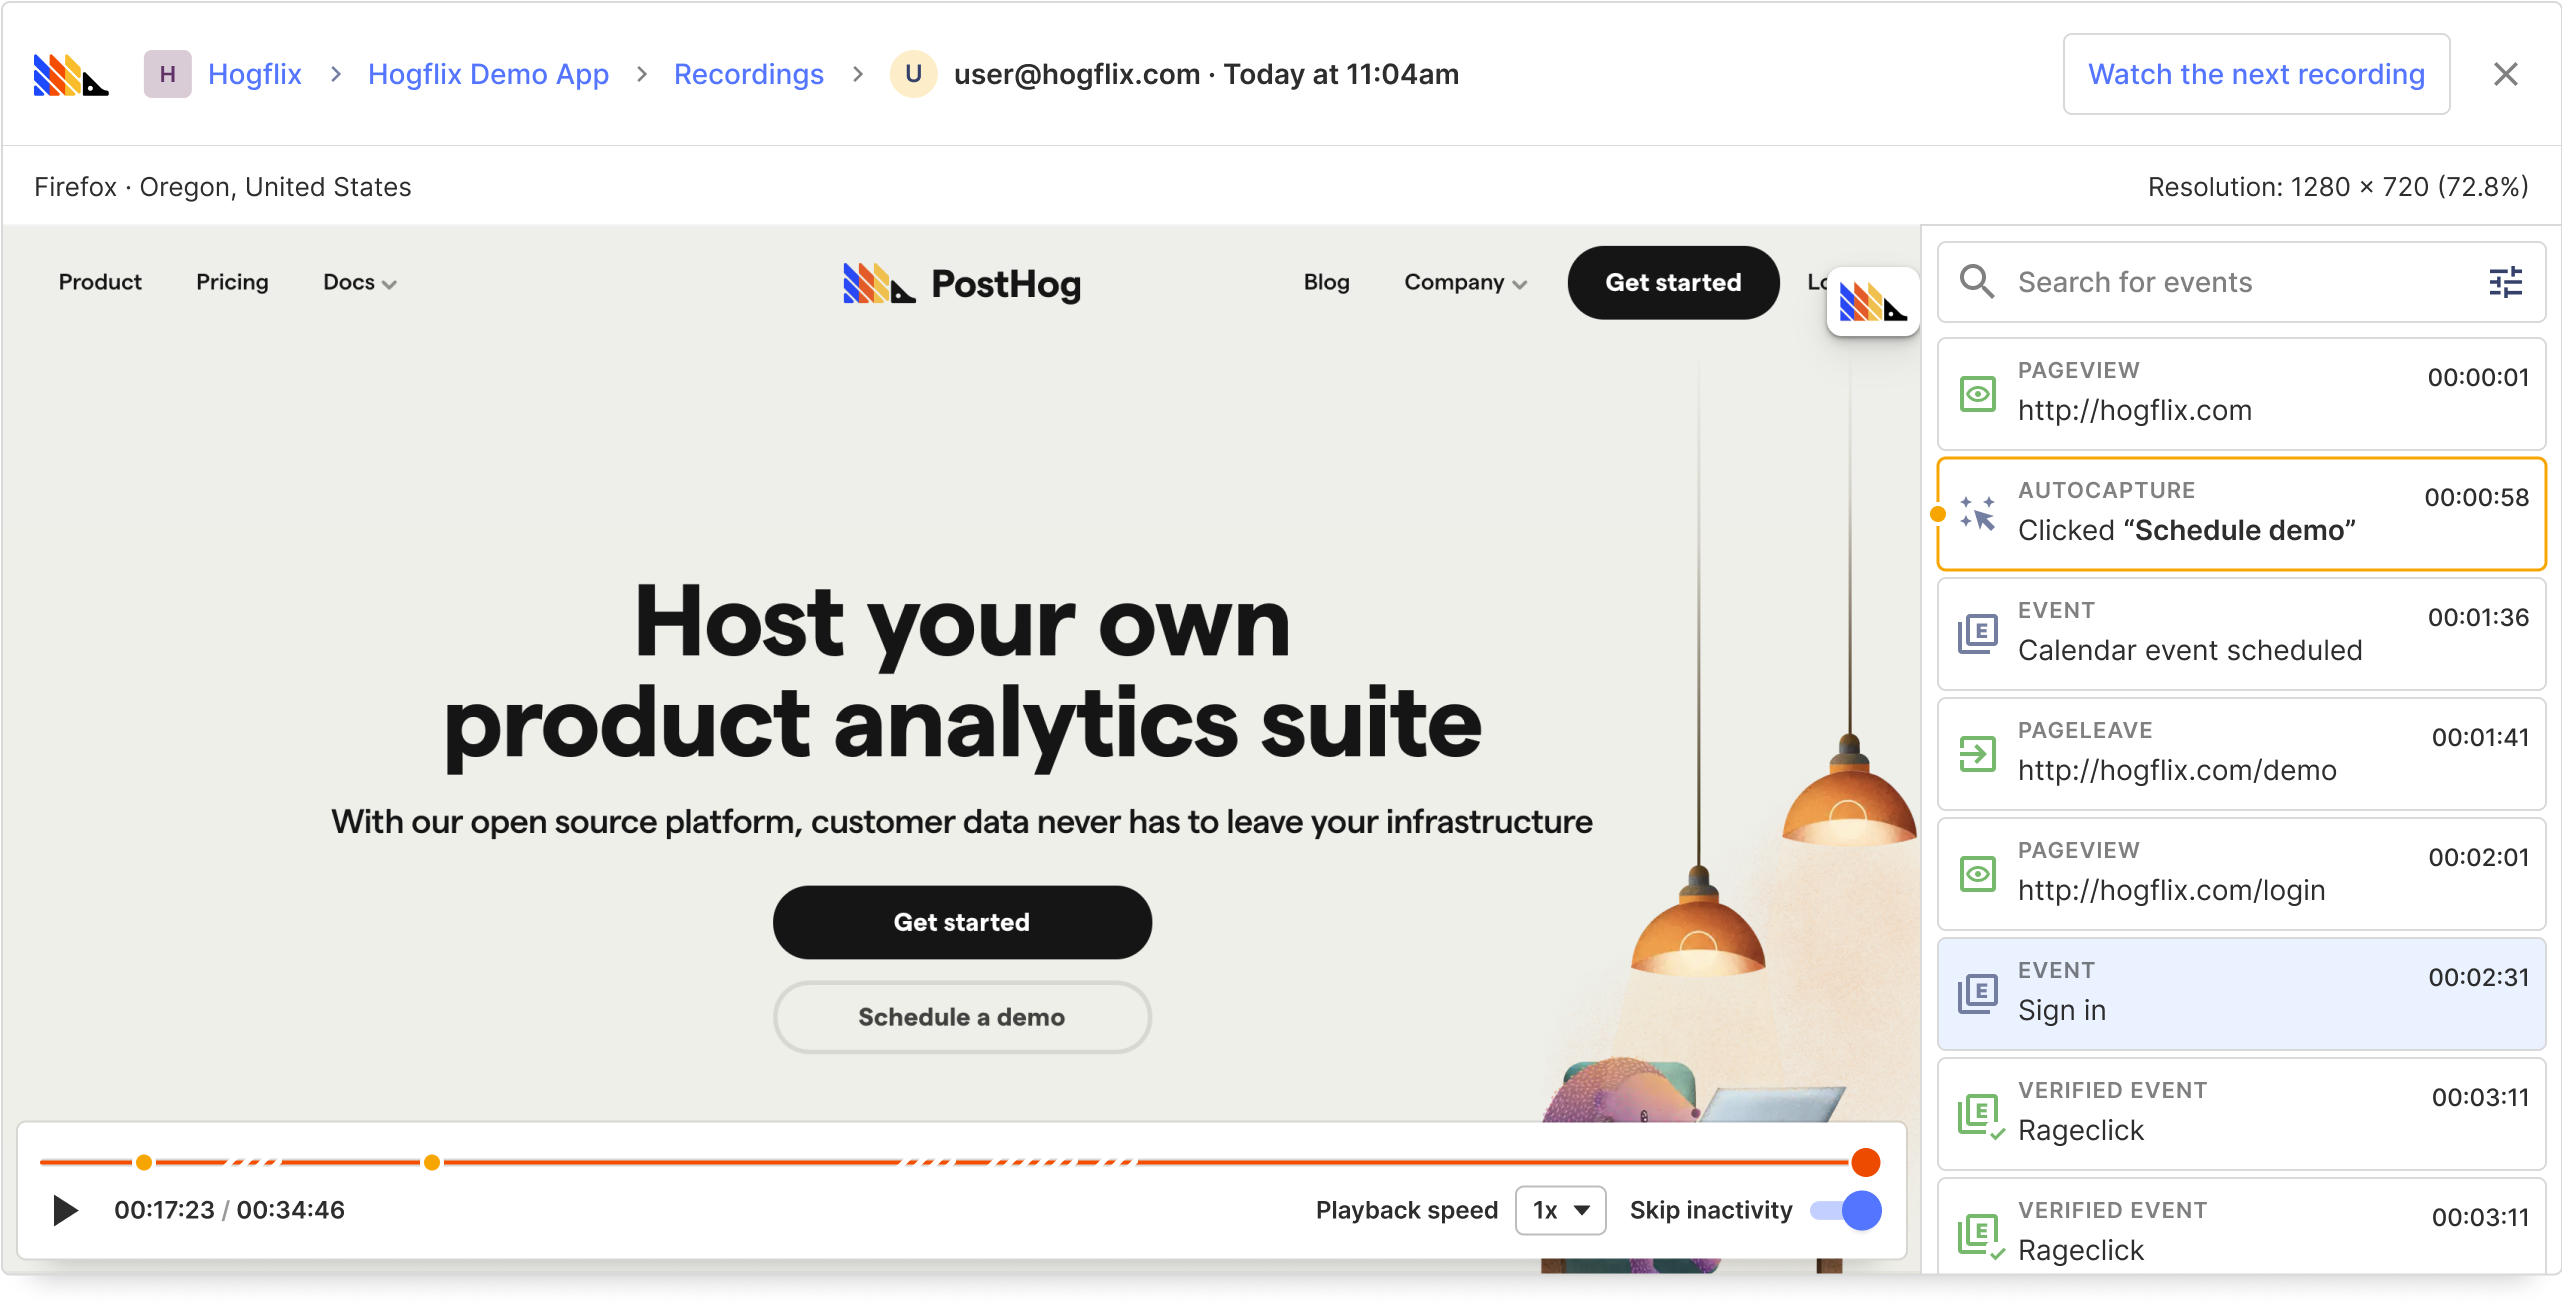 H Hogflix > Hogflix Demo App > Recordings > U user@hogflix.com · Today at 11:04am
Watch the next recording
Firefox · Oregon, United States
Resolution: 1280 × 720 (72.8%)
Product Pricing Docs
PostHog
Blog Company Get started
Host your own
product analytics suite
With our open source platform, customer data never has to leave your infrastructure
Get started
Schedule a demo
00:17:23 / 00:34:46
Playback speed 1x Skip inactivity
Search for events
PAGEVIEW 00:00:01
http://hogflix.com
AUTOCAPTURE 00:00:58
Clicked “Schedule demo”
E EVENT 00:01:36
Calendar event scheduled
PAGELEAVE 00:01:41
http://hogflix.com/demo
PAGEVIEW 00:02:01
http://hogflix.com/login
E EVENT 00:02:31
Sign in
E VERIFIED EVENT 00:03:11
Rageclick
E VERIFIED EVENT 00:03:11
Rageclick